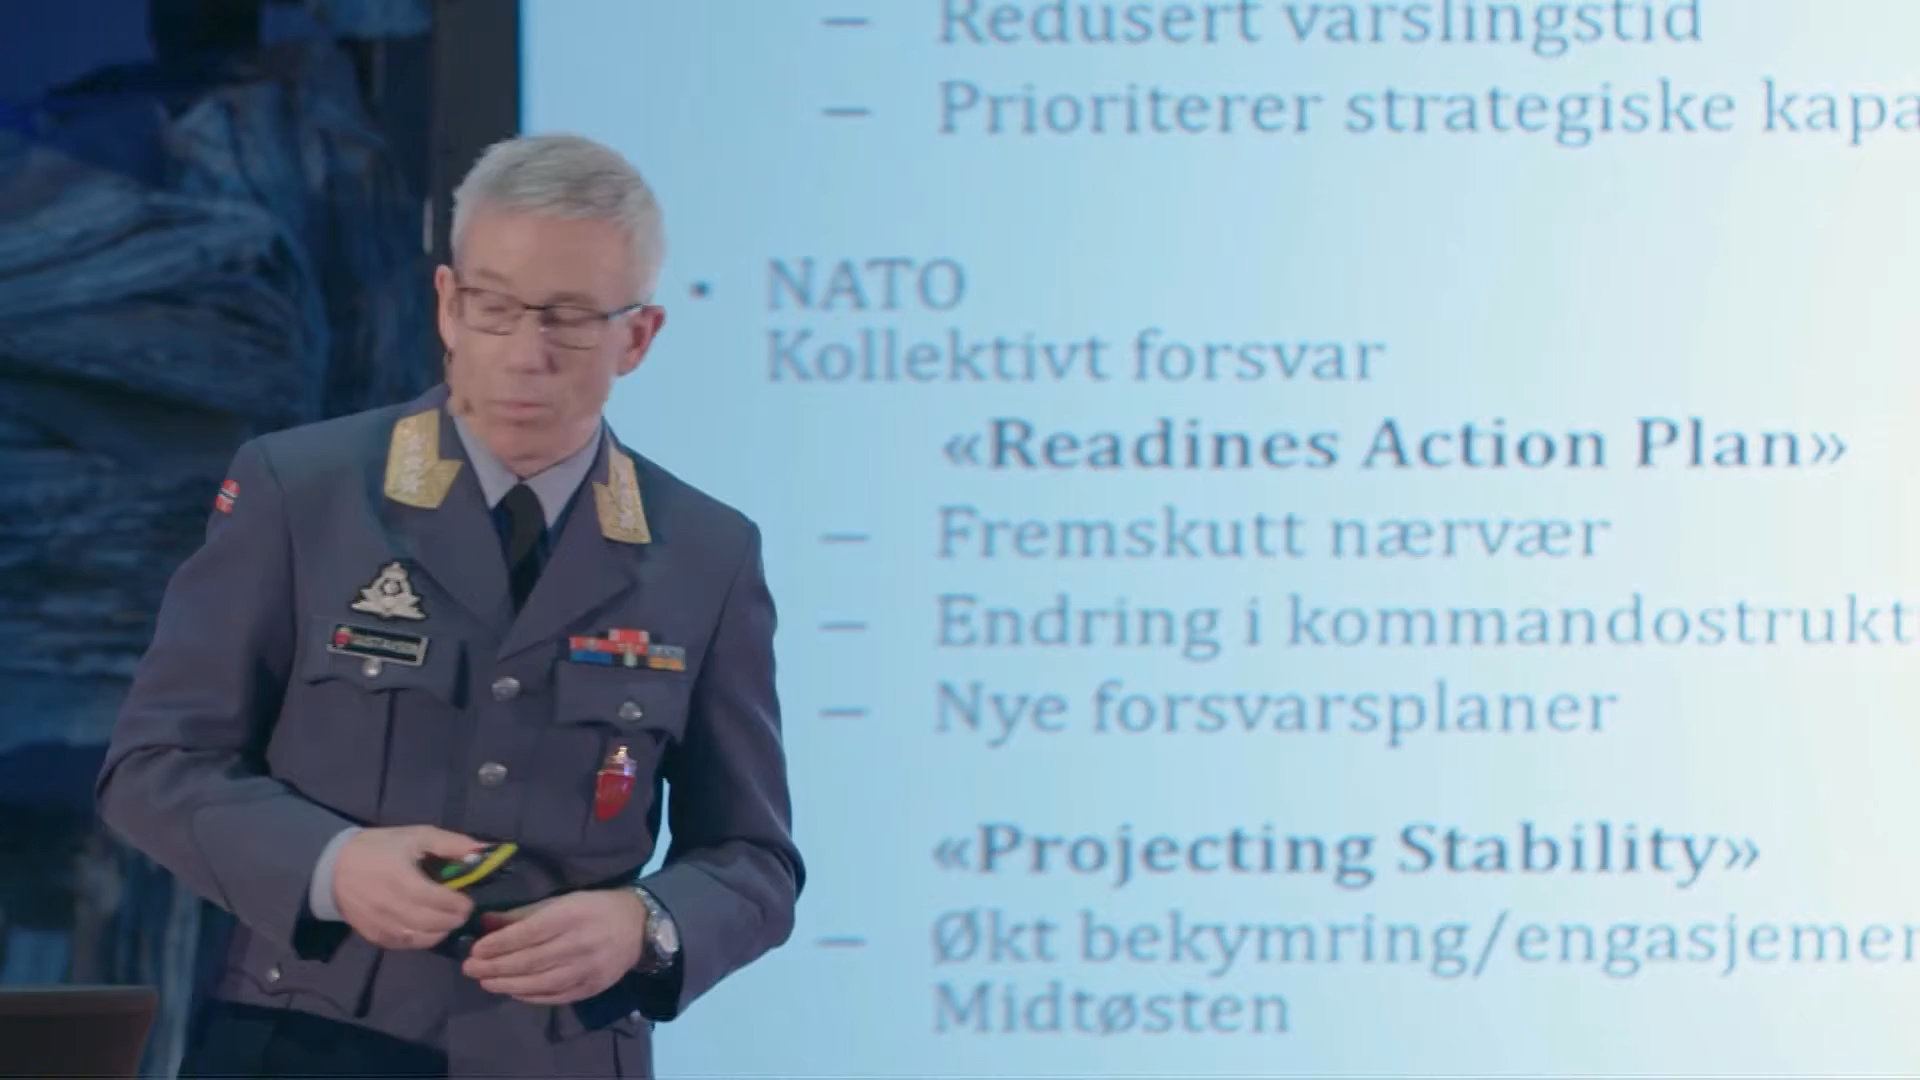 – Redusert varslingstid
– Prioriterer strategiske kapa
• NATO
Kollektivt forsvar
«Readines Action Plan»
– Fremskutt nærvær
– Endring i kommandostrukt
– Nye forsvarsplaner
«Projecting Stability»
– Økt bekymring/engasjemen
Midtøsten